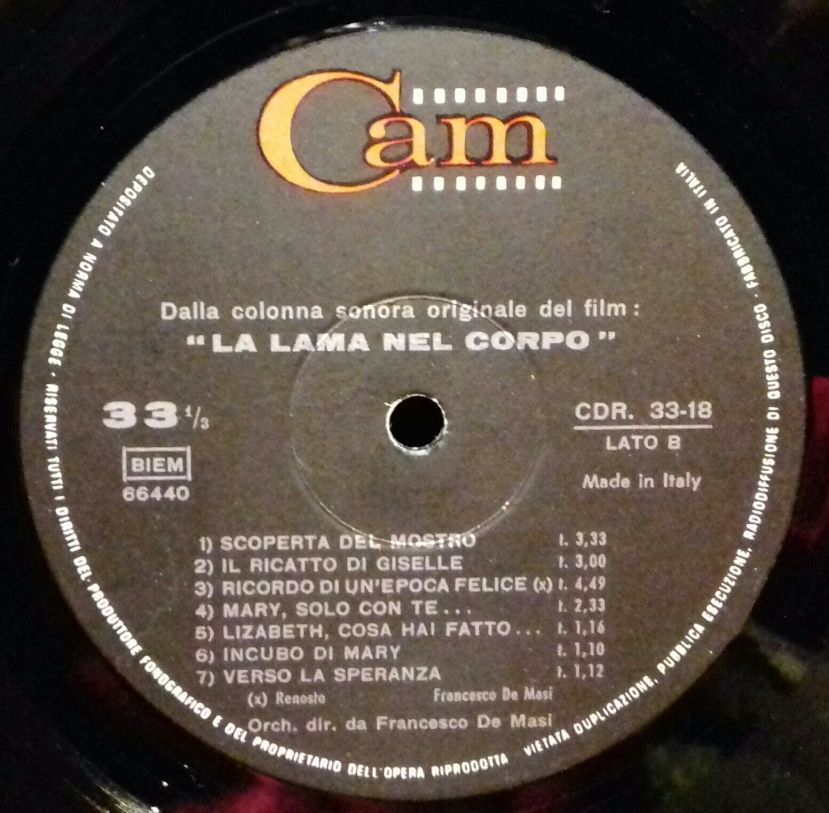 Cam
Dalla colonna sonora originale del film:
"LA LAMA NEL CORPO"
33 1/3
BIEM
66440
CDR. 33-18
LATO B
Made in Italy
1) SCOPERTA DEL MOSTRO t. 3,33
2) IL RICATTO DI GISELLE t. 3,00
3) RICORDO DI UN'EPOCA FELICE (x) t. 4,49
4) MARY, SOLO CON TE... t. 2,33
5) LIZABETH, COSA HAI FATTO... t. 1,16
6) INCUBO DI MARY t. 1,10
7) VERSO LA SPERANZA t. 1,12
(x) Renosto Francesco De Masi
Orch. dir. da Francesco De Masi
DEPOSITATO A NORMA DI LEGGE - RISERVATI TUTTI I DIRITTI DEL PRODUTTORE FONOGRAFICO E DEL PROPRIETARIO DELL'OPERA RIPRODOTTA VIETATA DUPLICAZIONE, PUBBLICA ESECUZIONE, RADIODIFFUSIONE DI QUESTO DISCO - FABBRICATO IN ITALIA